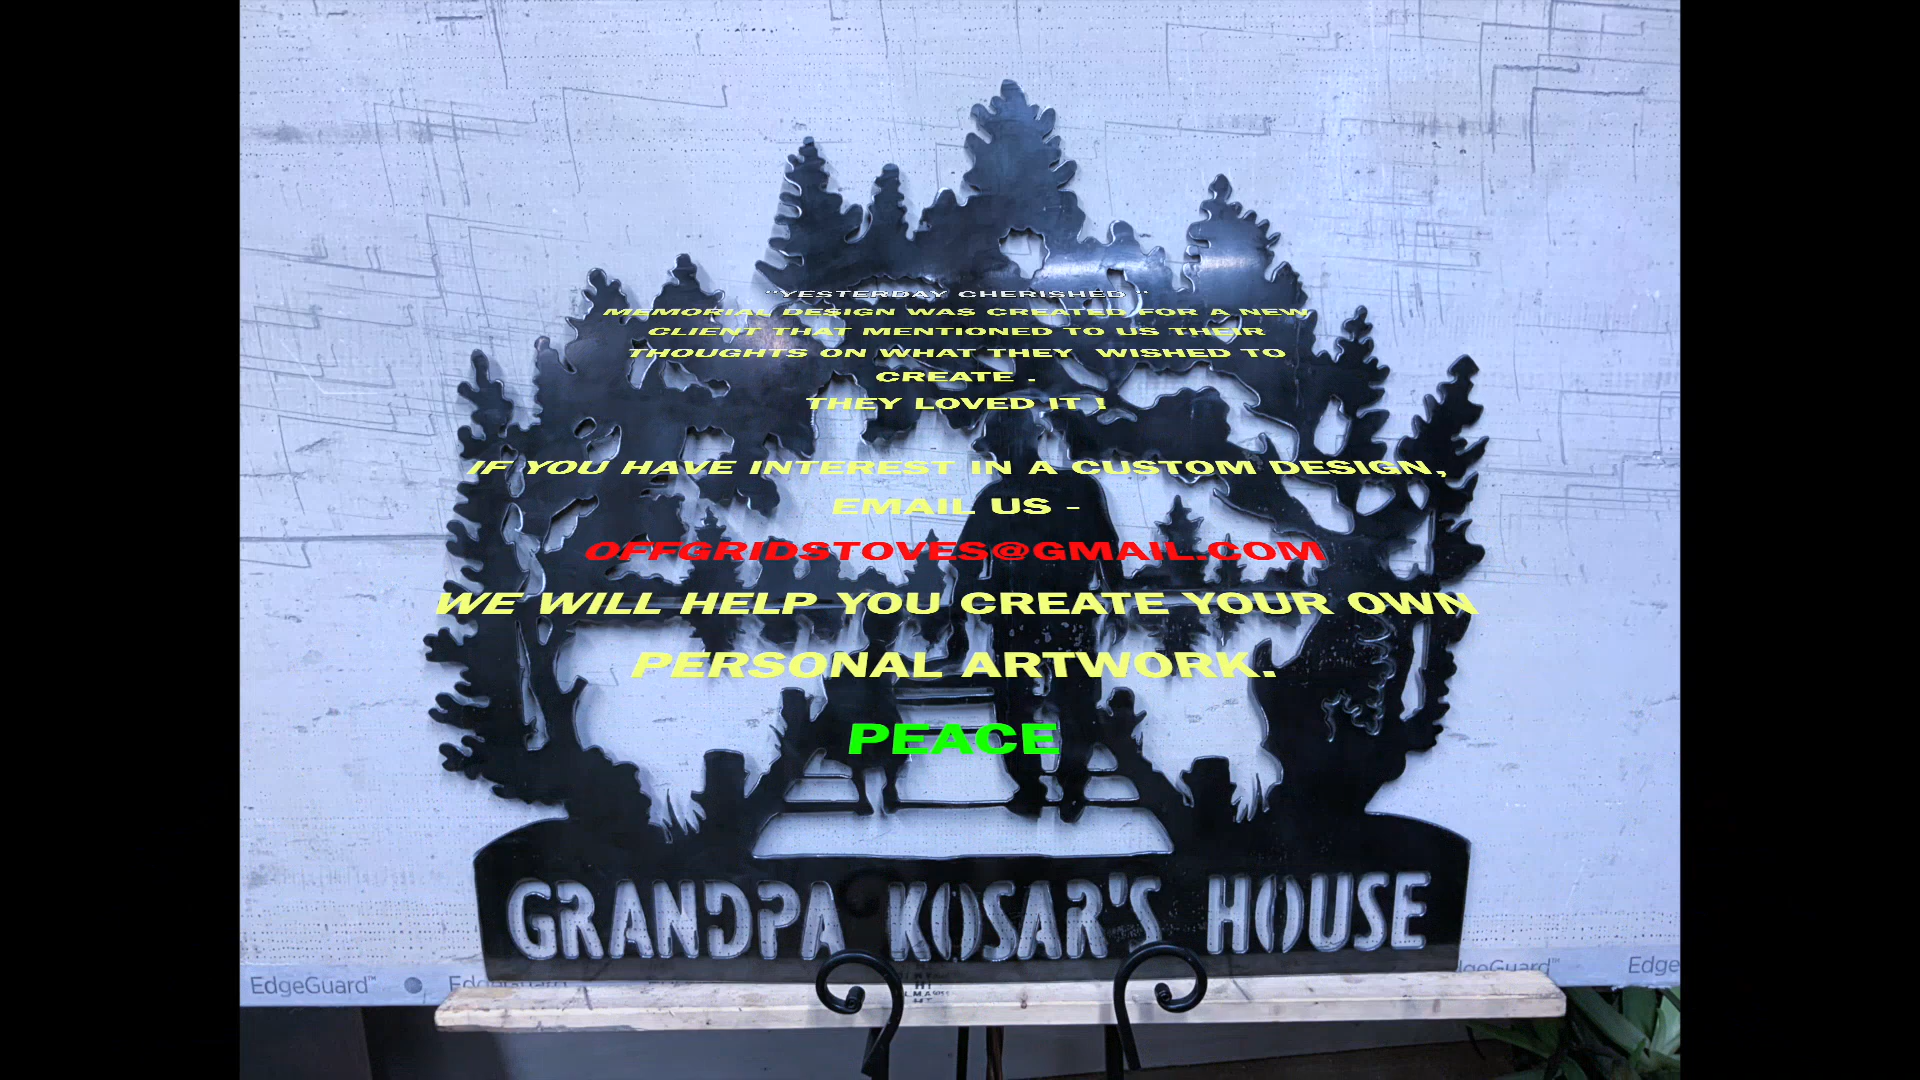 "YESTERDAY CHERISHED "
MEMORIAL DESIGN WAS CREATED FOR A NEW
CLIENT THAT MENTIONED TO US THEIR
THOUGHTS ON WHAT THEY WISHED TO
CREATE -
THEY LOVED IT !
IF YOU HAVE INTEREST IN A CUSTOM DESIGN,
EMAIL US -
OFFGRIDSTOVES@GMAIL.COM
WE WILL HELP YOU CREATE YOUR OWN
PERSONAL ARTWORK.
PEACE
GRANDPA KOSAR'S HOUSE
EdgeGuard™
EdgeGuard™
Edge